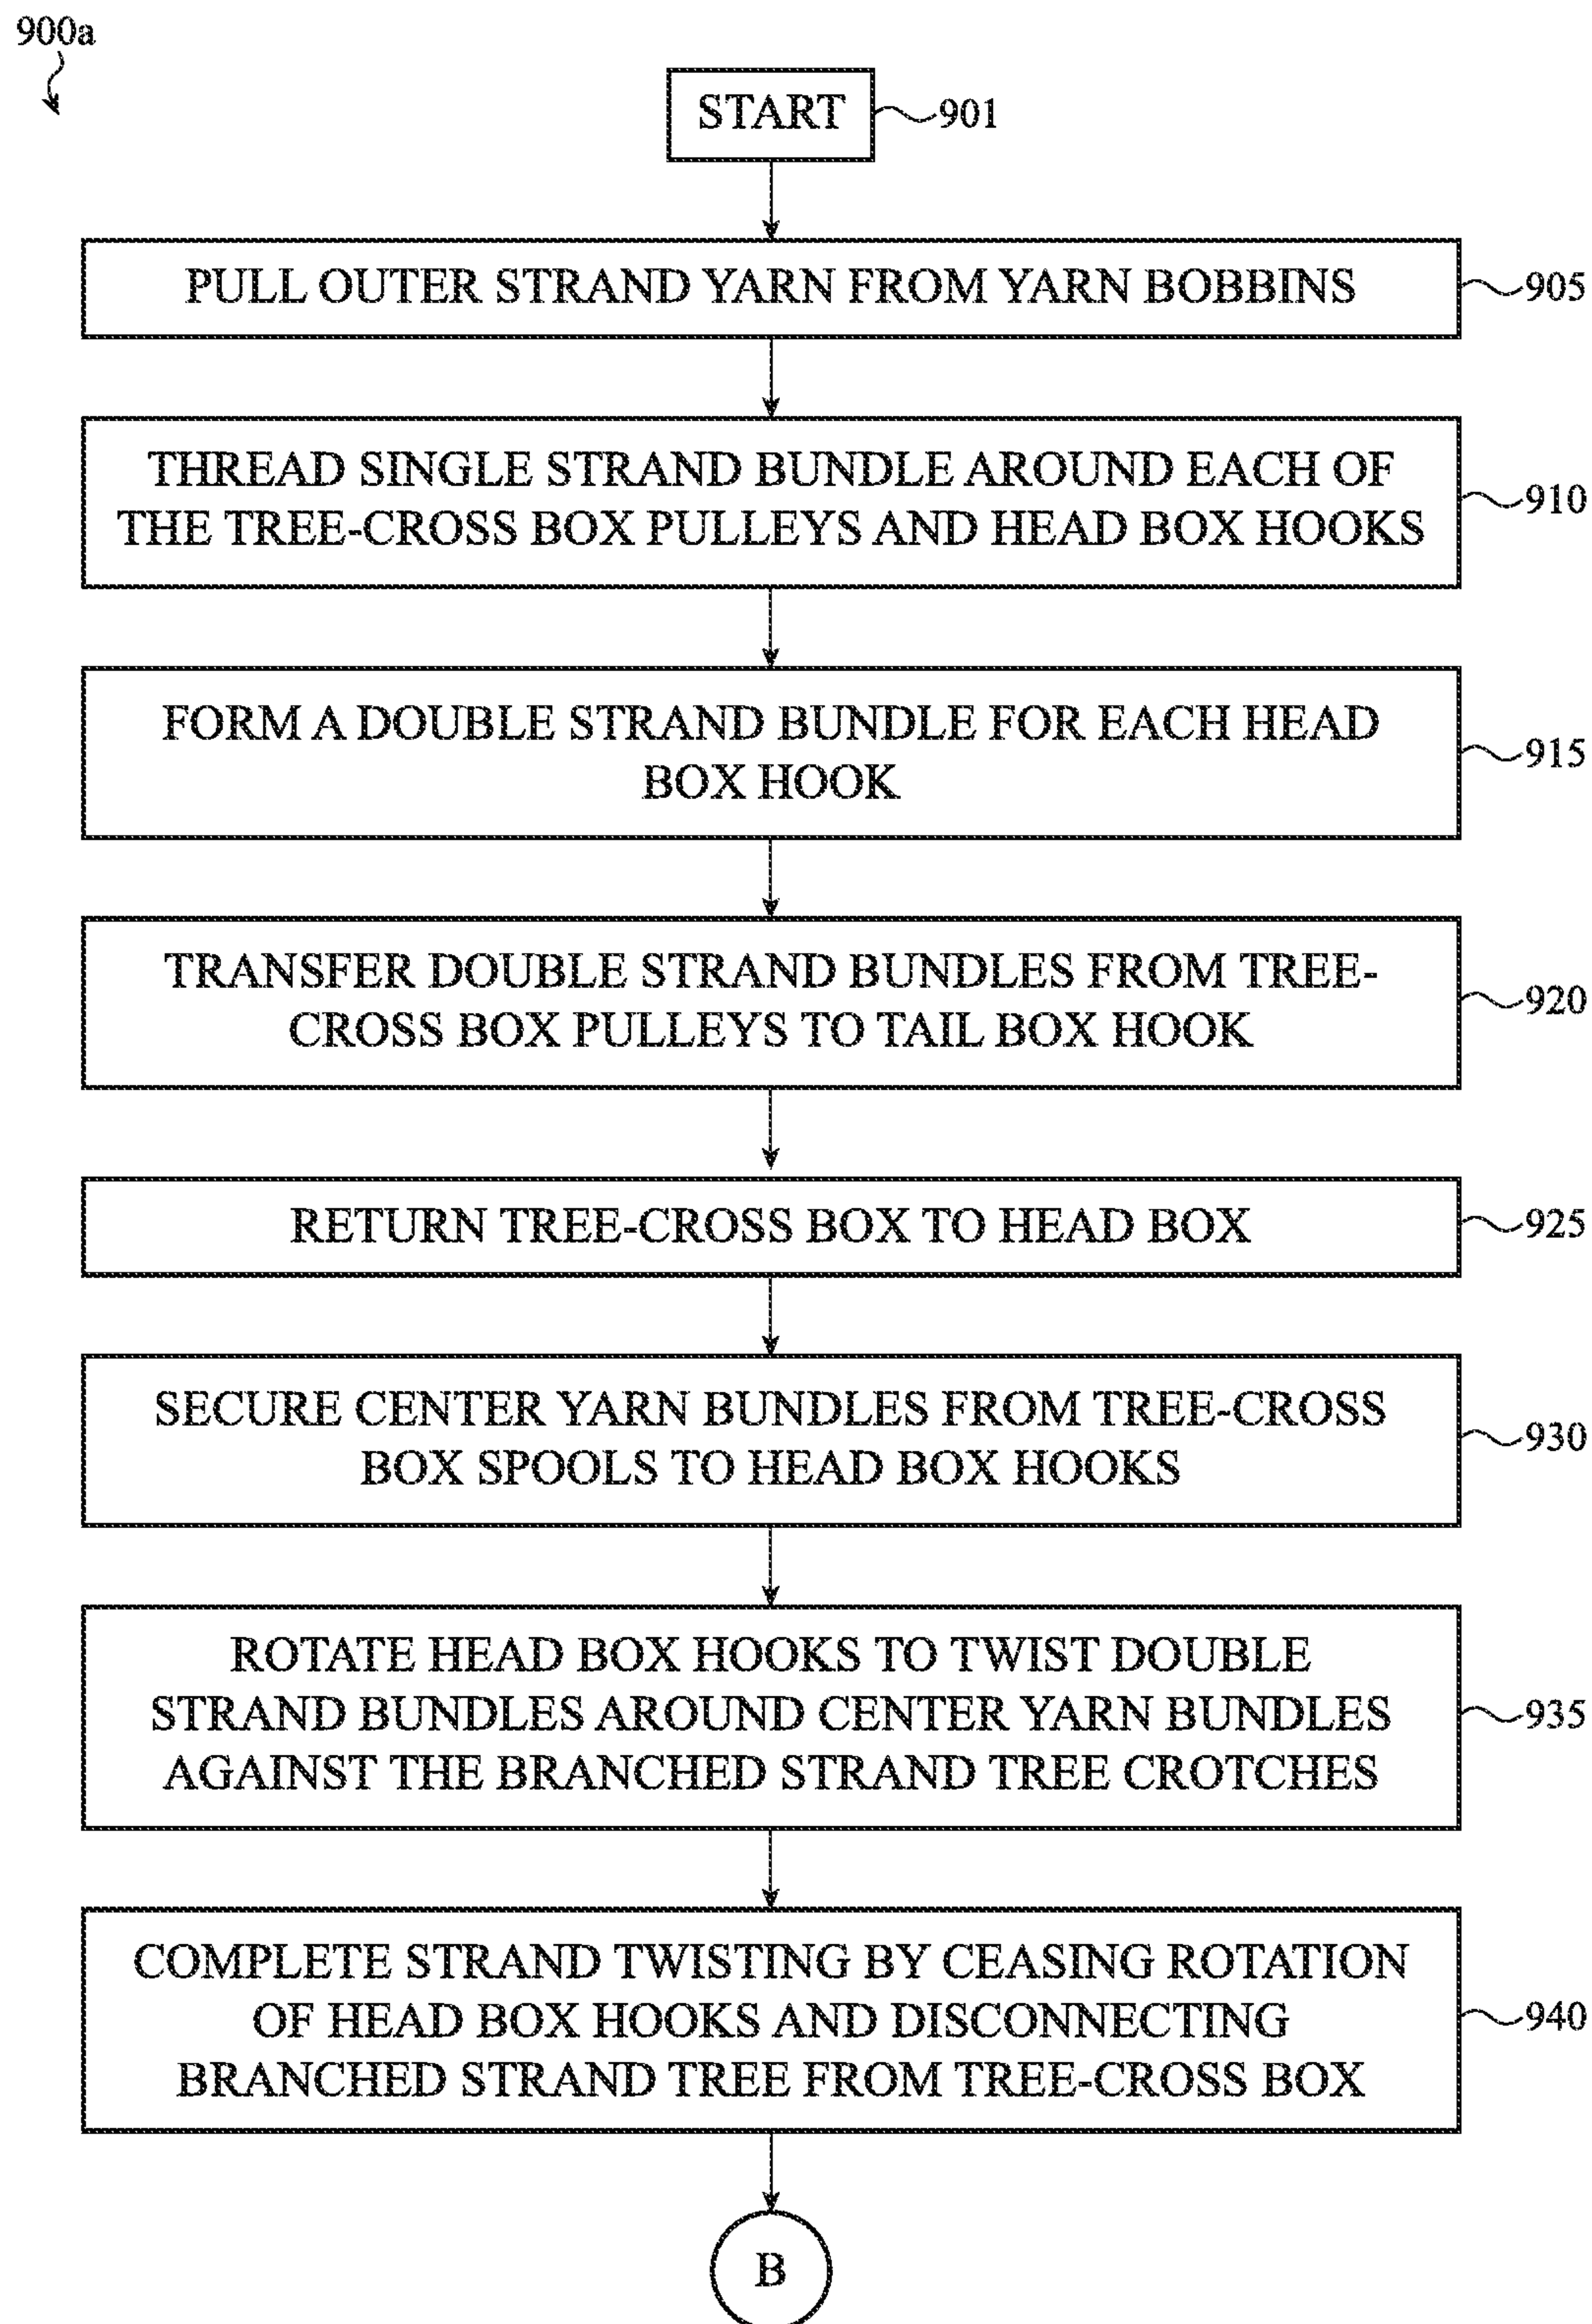 900a
START
901
PULL OUTER STRAND YARN FROM YARN BOBBINS
905
THREAD SINGLE STRAND BUNDLE AROUND EACH OF
THE TREE-CROSS BOX PULLEYS AND HEAD BOX HOOKS
910
FORM A DOUBLE STRAND BUNDLE FOR EACH HEAD
BOX HOOK
915
TRANSFER DOUBLE STRAND BUNDLES FROM TREE-
CROSS BOX PULLEYS TO TAIL BOX HOOK
920
RETURN TREE-CROSS BOX TO HEAD BOX
925
SECURE CENTER YARN BUNDLES FROM TREE-CROSS
BOX SPOOLS TO HEAD BOX HOOKS
930
ROTATE HEAD BOX HOOKS TO TWIST DOUBLE
STRAND BUNDLES AROUND CENTER YARN BUNDLES
AGAINST THE BRANCHED STRAND TREE CROTCHES
935
COMPLETE STRAND TWISTING BY CEASING ROTATION
OF HEAD BOX HOOKS AND DISCONNECTING
BRANCHED STRAND TREE FROM TREE-CROSS BOX
940
B